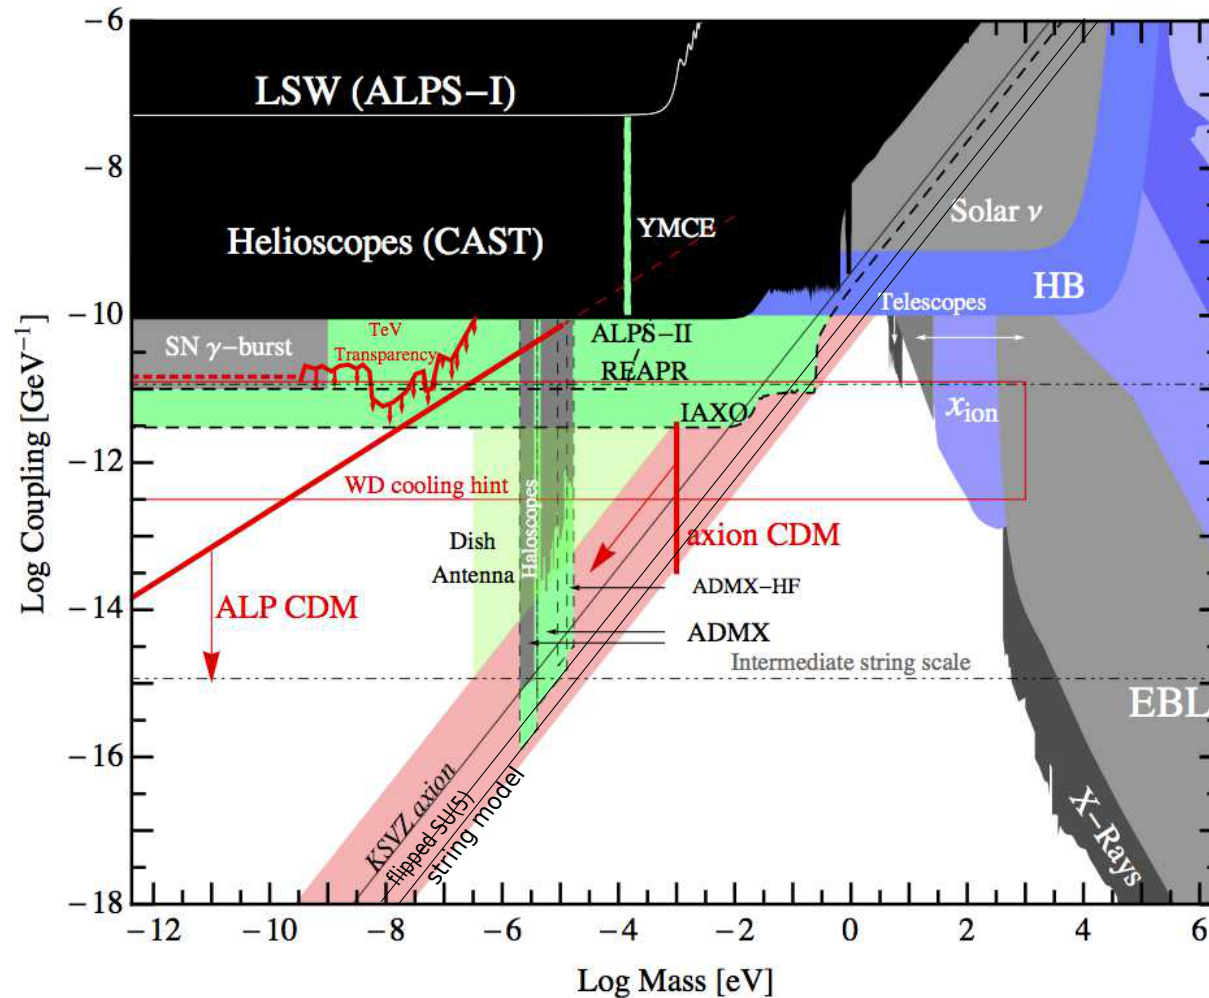 −6
−8
−10
−12
−14
−16
−18
Log Coupling [GeV⁻¹]
LSW (ALPS−I)
Helioscopes (CAST)
YMCE
Solar ν
HB
Telescopes
SN γ−burst
TeV
Transparency
ALPS−II
REAPR
IAXO
x_ion
WD cooling hint
Haloscopes
Dish
Antenna
axion CDM
ADMX−HF
ALP CDM
ADMX
Intermediate string scale
EBL
X−Rays
KSVZ axion
flipped SU(5)
string model
−12
−10
−8
−6
−4
−2
0
2
4
6
Log Mass [eV]